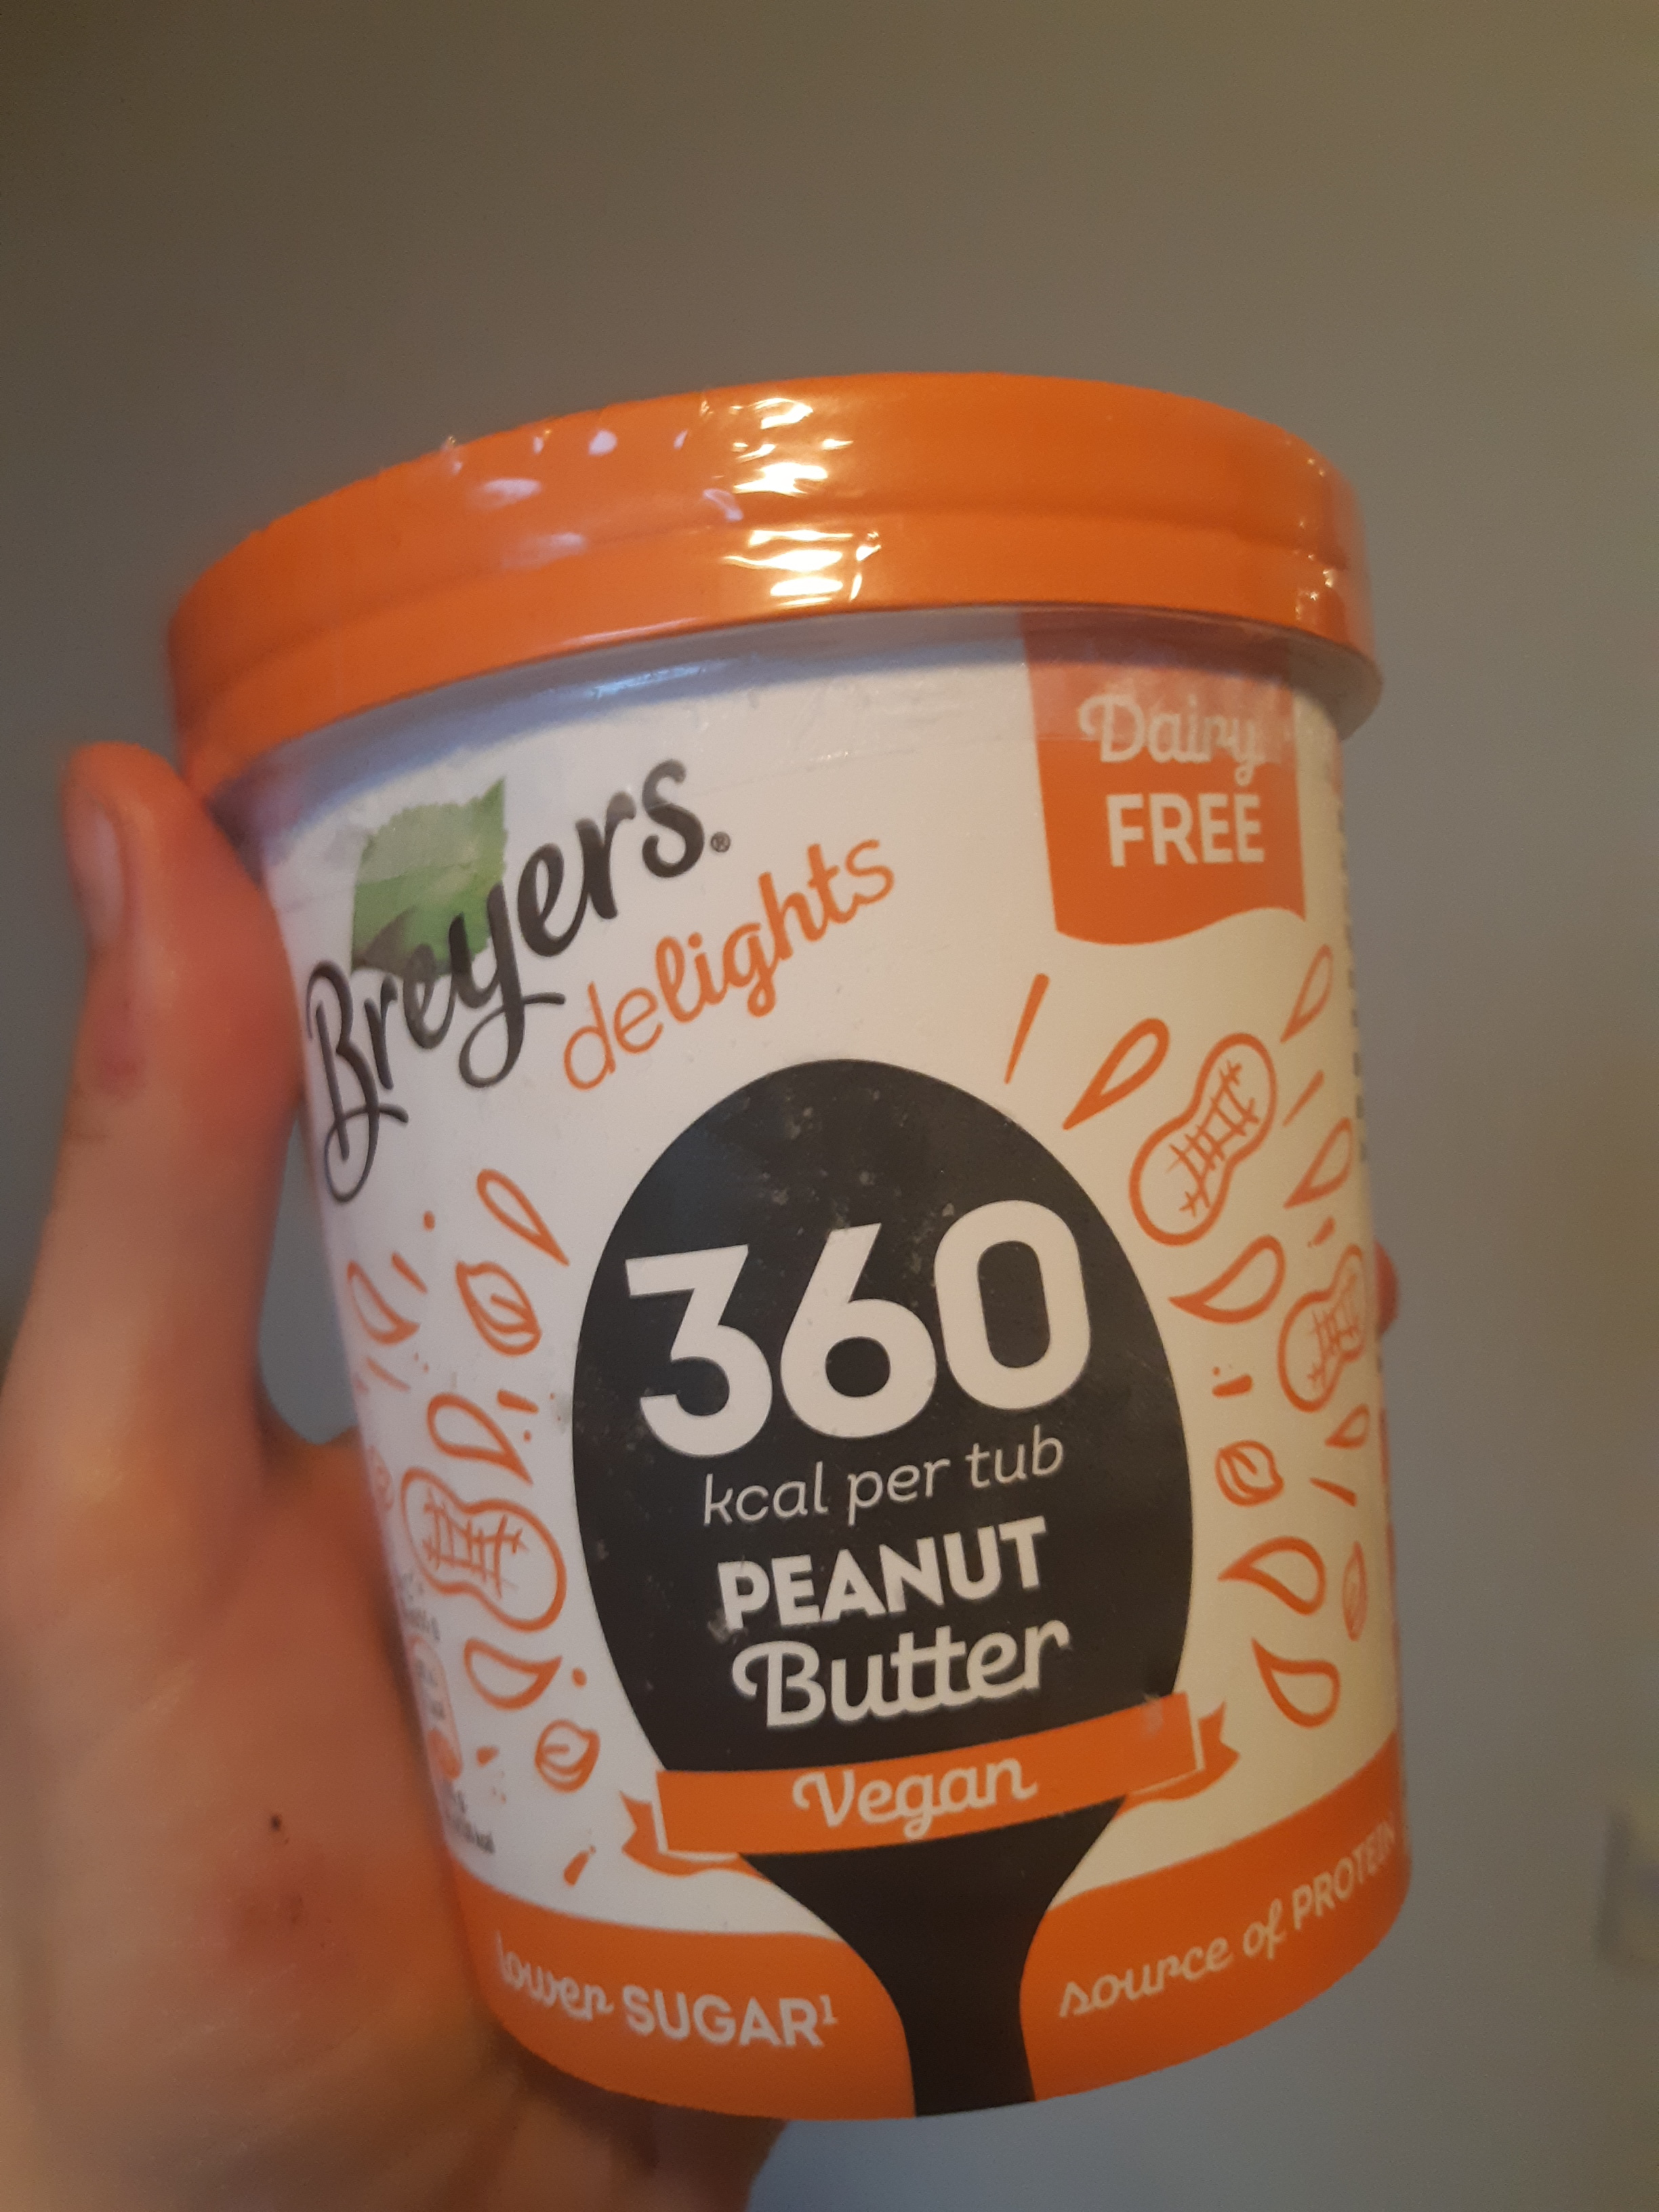 Breyers®
delights
Dairy
FREE
360
kcal per tub
PEANUT
Butter
Vegan
lower SUGAR¹
source of PROTEIN